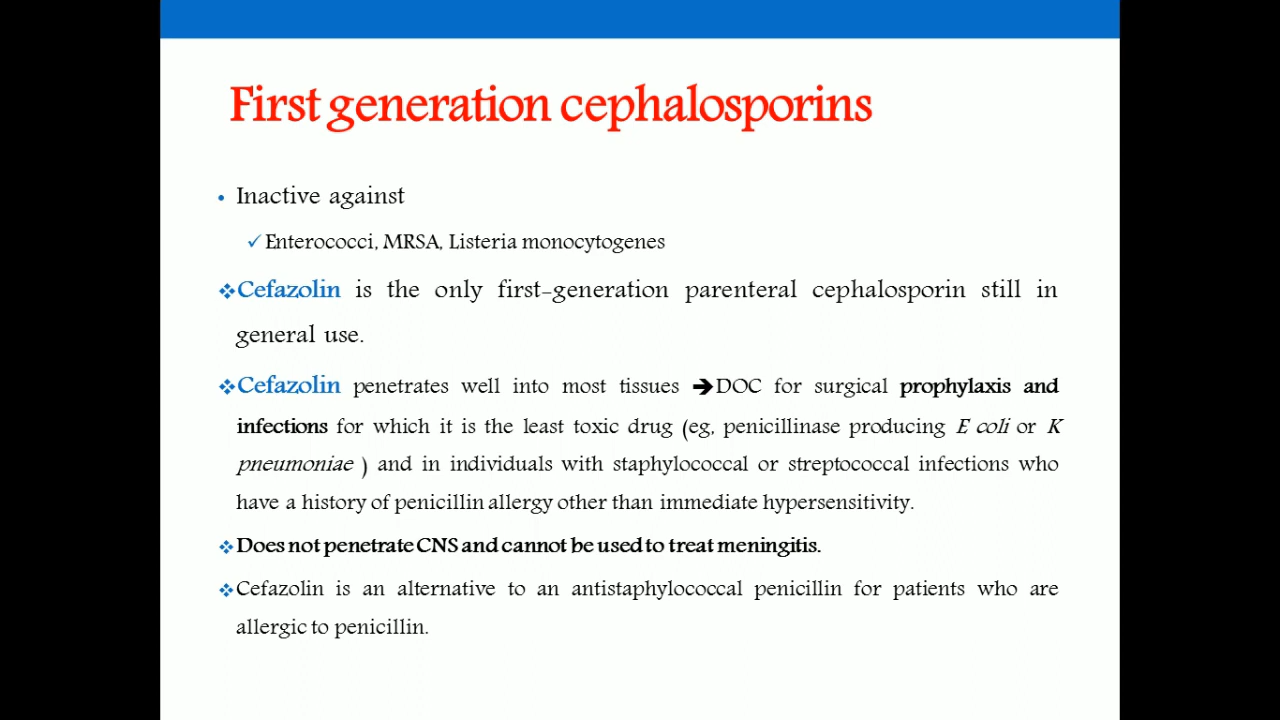 First generation cephalosporins
• Inactive against
✓Enterococci, MRSA, Listeria monocytogenes
❖Cefazolin is the only first-generation parenteral cephalosporin still in
general use.
❖Cefazolin penetrates well into most tissues ➔DOC for surgical prophylaxis and
infections for which it is the least toxic drug (eg, penicillinase producing E coli or K
pneumoniae ) and in individuals with staphylococcal or streptococcal infections who
have a history of penicillin allergy other than immediate hypersensitivity.
❖Does not penetrate CNS and cannot be used to treat meningitis.
❖Cefazolin is an alternative to an antistaphylococcal penicillin for patients who are
allergic to penicillin.